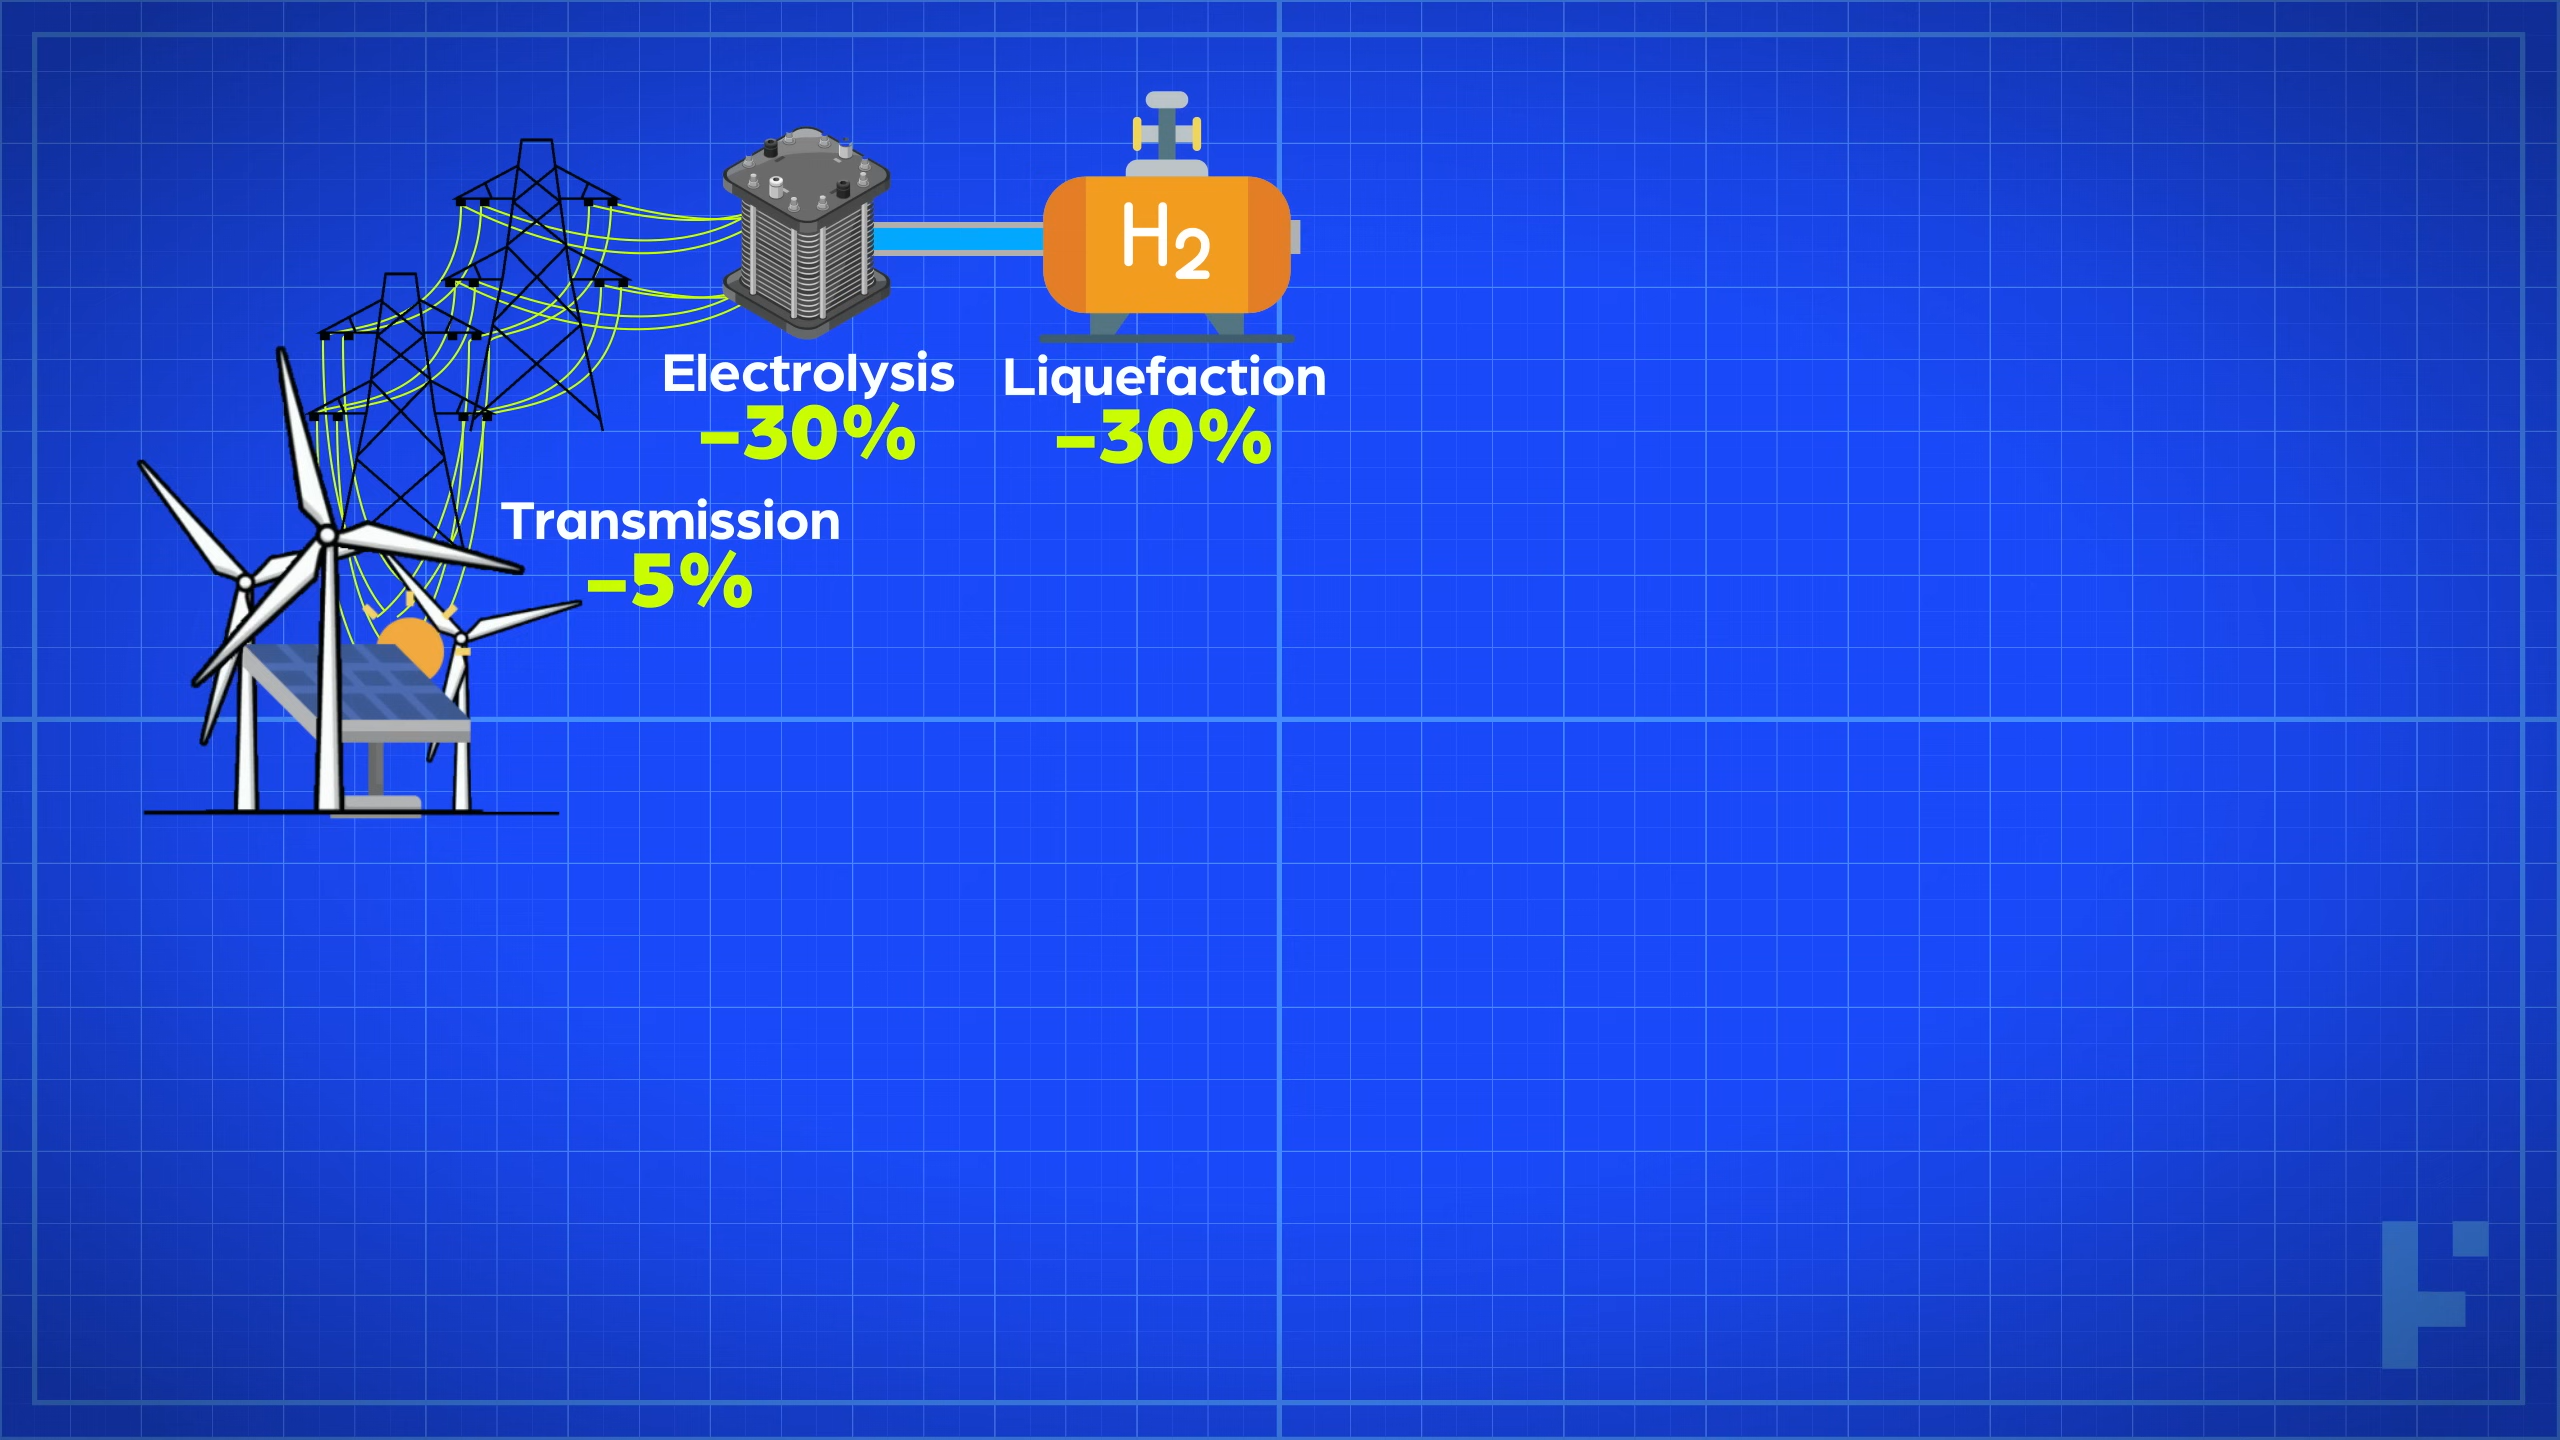 H2
Electrolysis
-30%
Liquefaction
-30%
Transmission
-5%